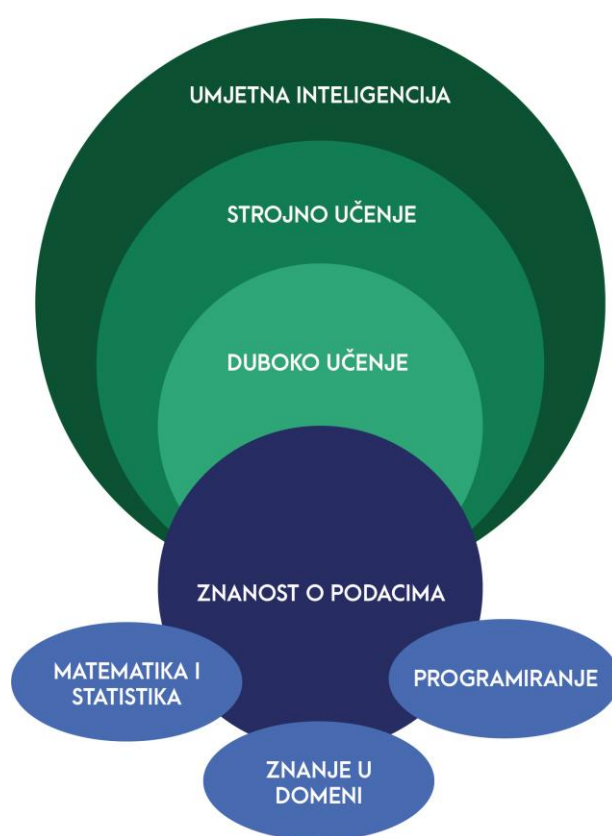 UMJETNA INTELIGENCIJA
STROJNO UČENJE
DUBOKO UČENJE
ZNANOST O PODACIMA
MATEMATIKA I
STATISTIKA
PROGRAMIRANJE
ZNANJE U
DOMENI